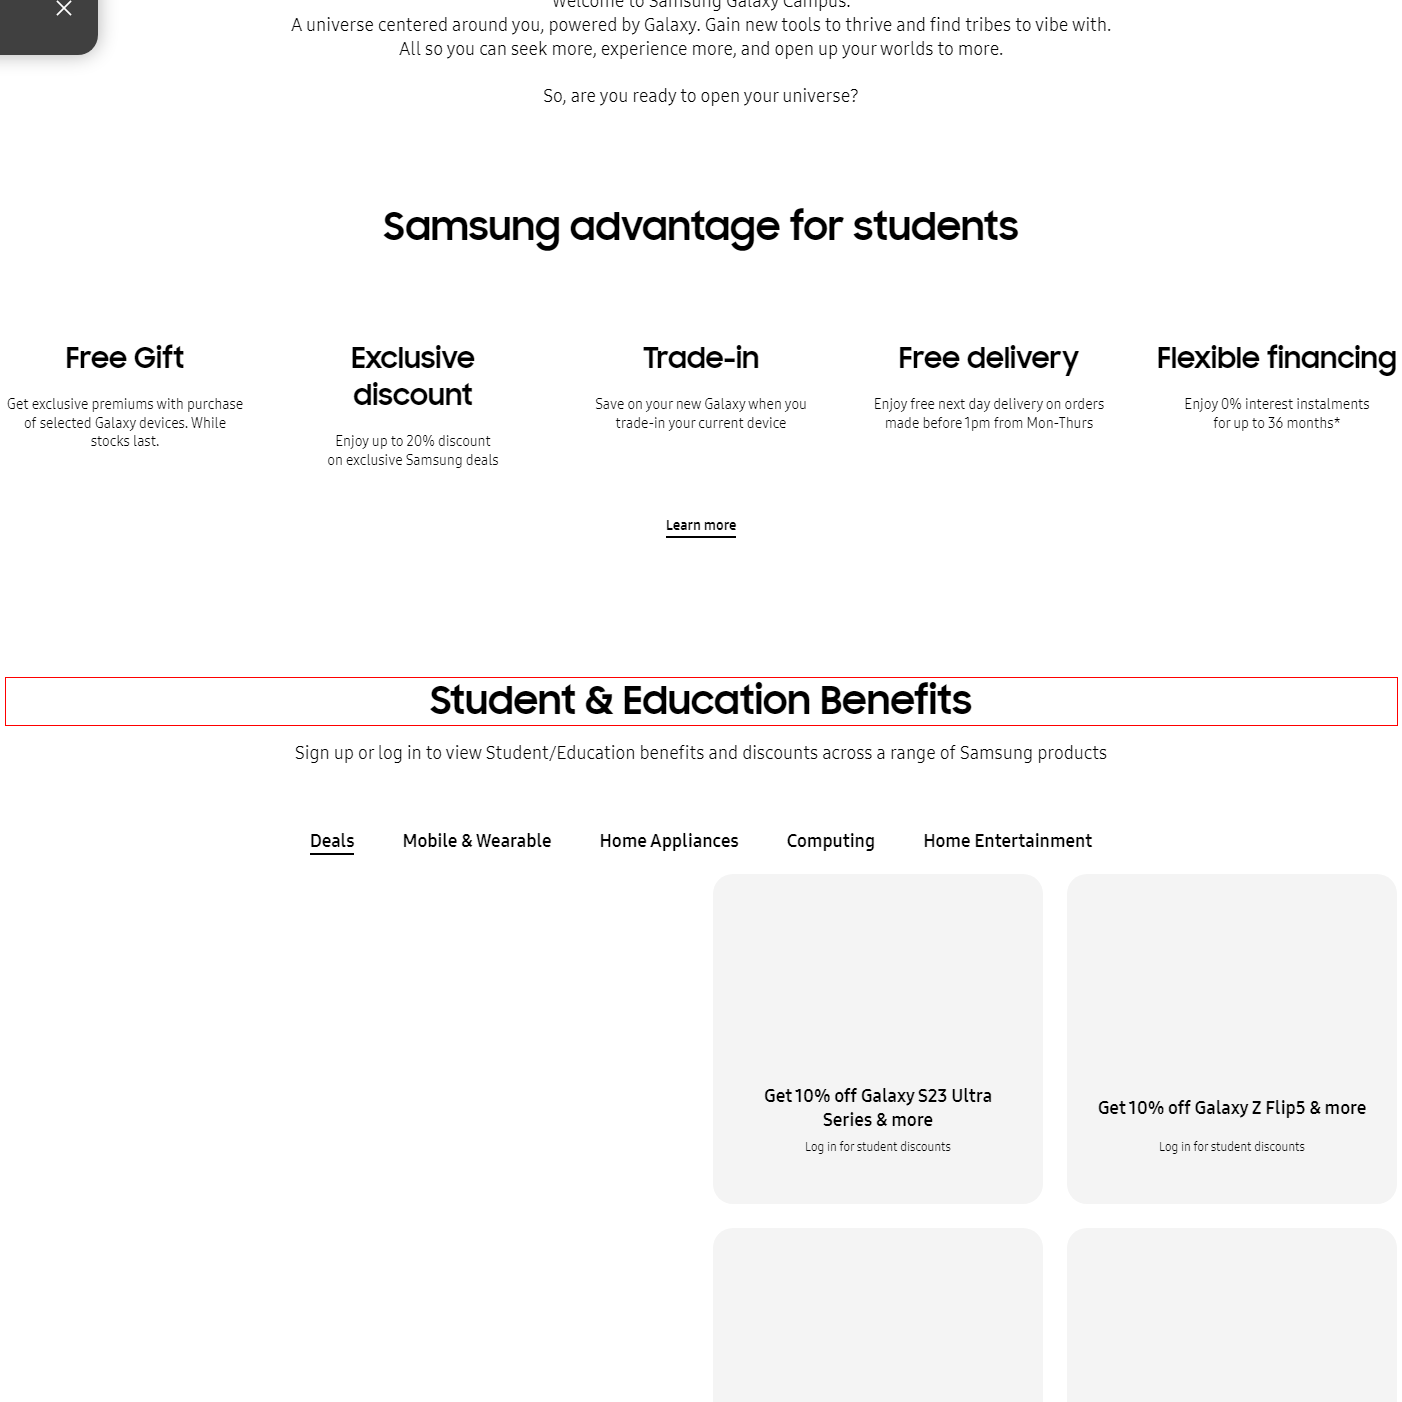 Welcome to Samsung Galaxy Campus.
A universe centered around you, powered by Galaxy. Gain new tools to thrive and find tribes to vibe with.
All so you can seek more, experience more, and open up your worlds to more.
So, are you ready to open your universe?
Samsung advantage for students
Free Gift
Get exclusive premiums with purchase
of selected Galaxy devices. While
stocks last.
Exclusive
discount
Enjoy up to 20% discount
on exclusive Samsung deals
Trade-in
Save on your new Galaxy when you
trade-in your current device
Free delivery
Enjoy free next day delivery on orders
made before 1pm from Mon-Thurs
Flexible financing
Enjoy 0% interest instalments
for up to 36 months*
Learn more
Student & Education Benefits
Sign up or log in to view Student/Education benefits and discounts across a range of Samsung products
Deals
Mobile & Wearable
Home Appliances
Computing
Home Entertainment
Get 10% off Galaxy S23 Ultra
Series & more
Log in for student discounts
Get 10% off Galaxy Z Flip5 & more
Log in for student discounts